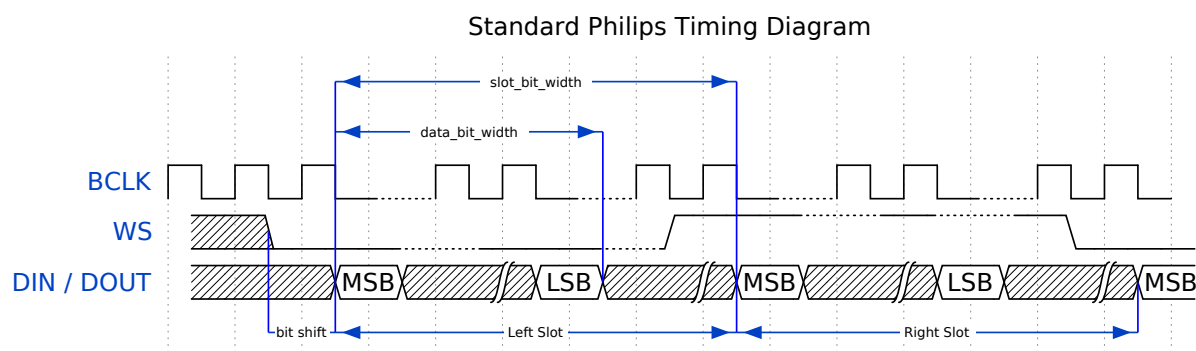 Standard Philips Timing Diagram
slot_bit_width
data_bit_width
BCLK
WS
DIN / DOUT
MSB
LSB
MSB
LSB
MSB
bit shift
Left Slot
Right Slot